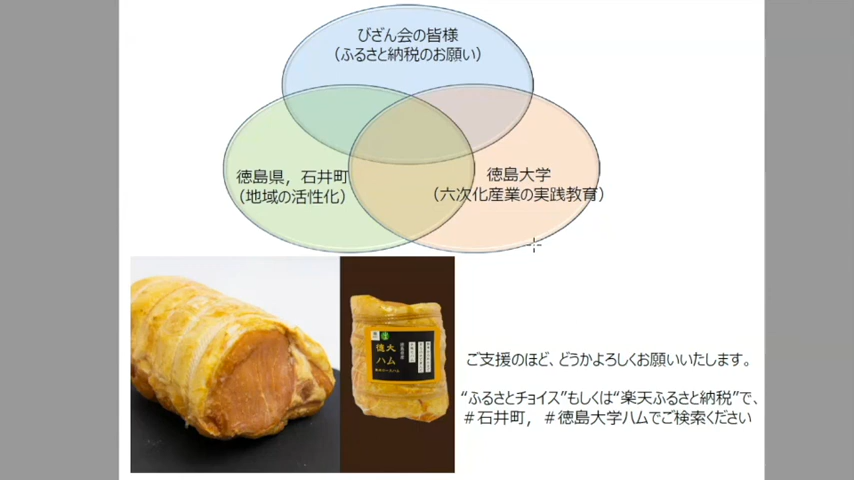 びざん会の皆様
（ふるさと納税のお願い）
徳島県，石井町
（地域の活性化）
徳島大学
（六次化産業の実践教育）
徳大
ハム
ご支援のほど、どうかよろしくお願いいたします。
“ふるさとチョイス”もしくは“楽天ふるさと納税”で、
＃石井町，＃徳島大学ハムでご検索ください